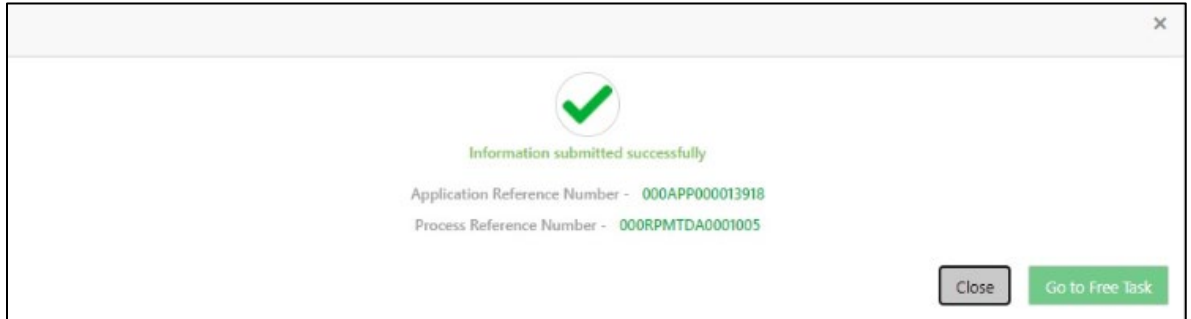 ×
Information submitted successfully
Application Reference Number - 000APP000013918
Process Reference Number - 000RPMTDA0001005
Close Go to Free Task